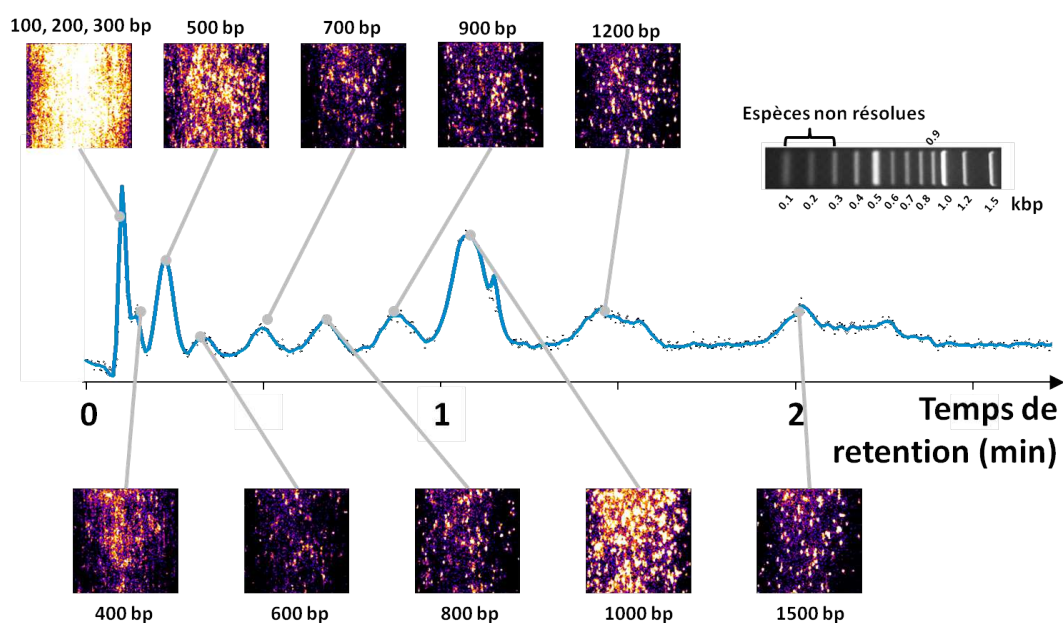 100, 200, 300 bp
500 bp
700 bp
900 bp
1200 bp
Espèces non résolues
0.9
0.1
0.2
0.3
0.4
0.5
0.6
0.7
0.8
1.0
1.2
1.5
kbp
0
1
2
Temps de
retention (min)
400 bp
600 bp
800 bp
1000 bp
1500 bp